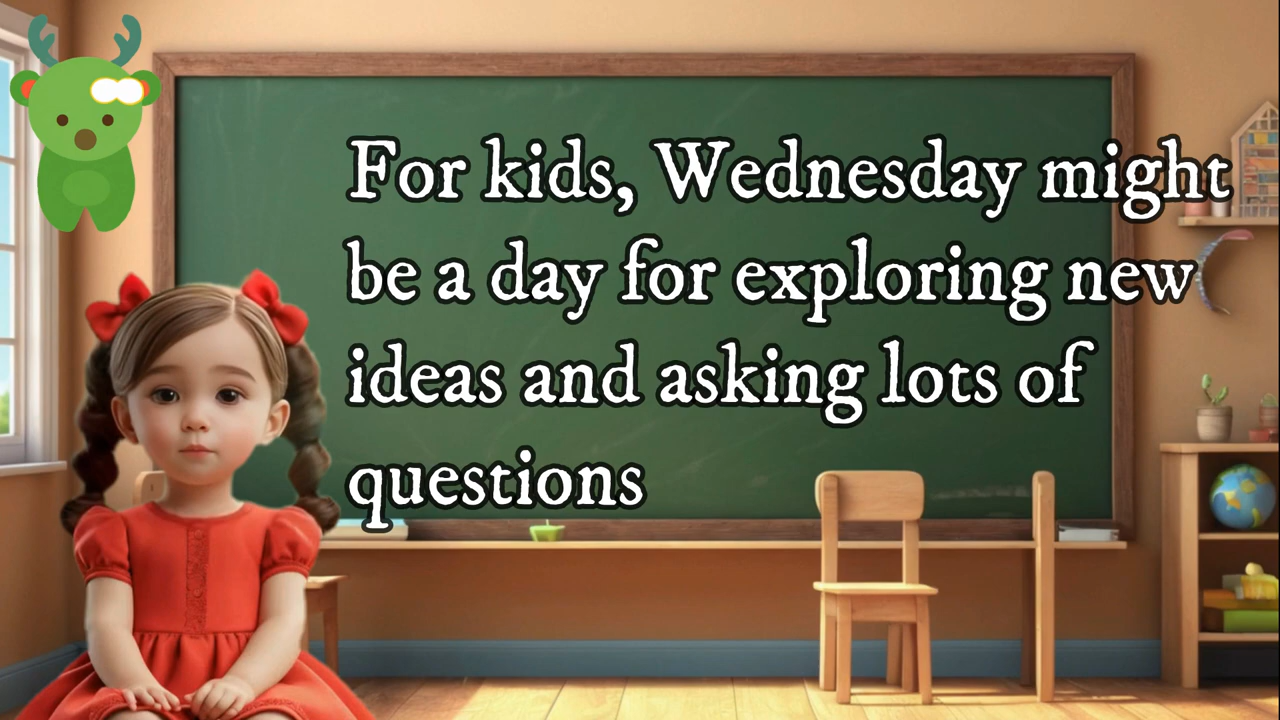 For kids, Wednesday might
be a day for exploring new
ideas and asking lots of
questions